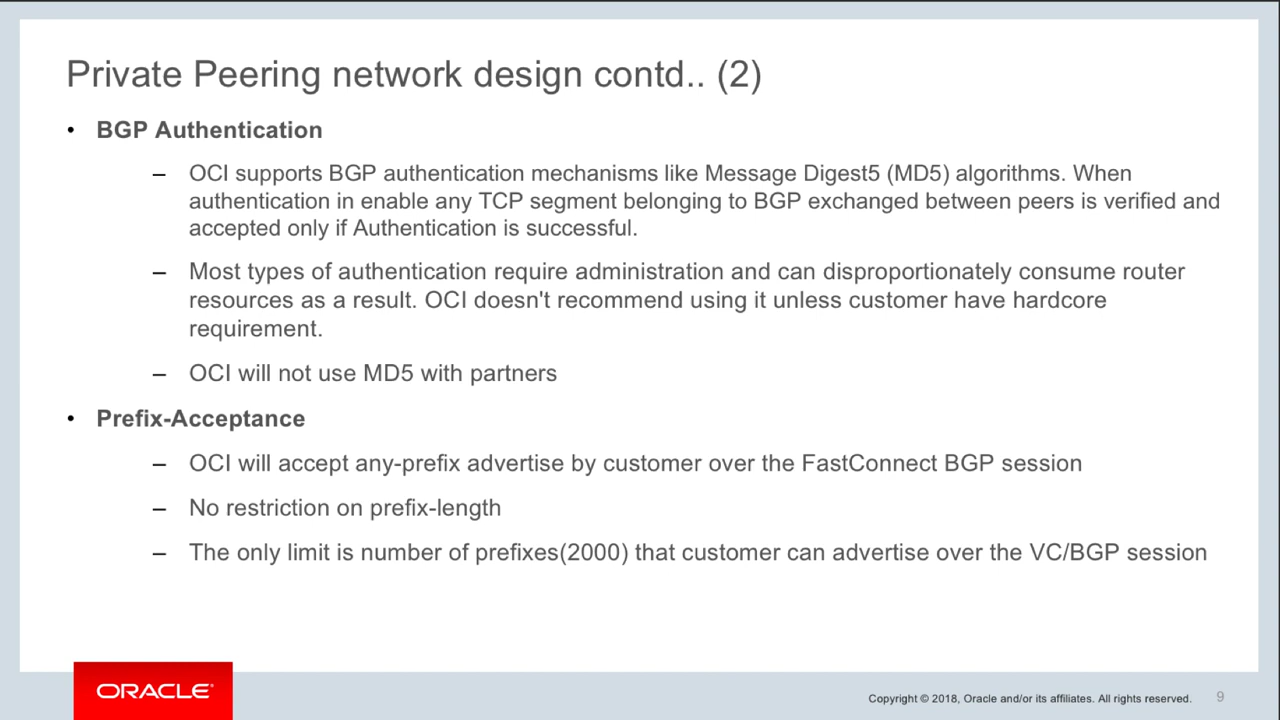 Private Peering network design contd.. (2)
• BGP Authentication
– OCI supports BGP authentication mechanisms like Message Digest5 (MD5) algorithms. When
authentication in enable any TCP segment belonging to BGP exchanged between peers is verified and
accepted only if Authentication is successful.
– Most types of authentication require administration and can disproportionately consume router
resources as a result. OCI doesn't recommend using it unless customer have hardcore
requirement.
– OCI will not use MD5 with partners
• Prefix-Acceptance
– OCI will accept any-prefix advertise by customer over the FastConnect BGP session
– No restriction on prefix-length
– The only limit is number of prefixes(2000) that customer can advertise over the VC/BGP session
ORACLE®
Copyright © 2018, Oracle and/or its affiliates. All rights reserved. 9